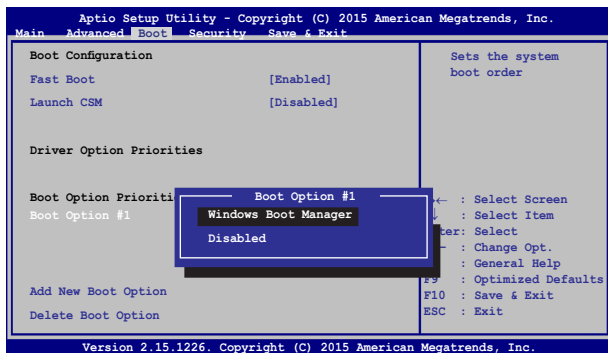 Aptio Setup Utility - Copyright (C) 2015 American Megatrends, Inc.
Main Advanced Boot Security Save & Exit
Boot Configuration
Fast Boot [Enabled]
Launch CSM [Disabled]
Driver Option Priorities
Boot Option Prioriti
Boot Option #1
Boot Option #1
Windows Boot Manager
Disabled
Add New Boot Option
Delete Boot Option
Sets the system
boot order
← : Select Screen
↓ : Select Item
ter: Select
- : Change Opt.
: General Help
F9 : Optimized Defaults
F10 : Save & Exit
ESC : Exit
Version 2.15.1226. Copyright (C) 2015 American Megatrends, Inc.